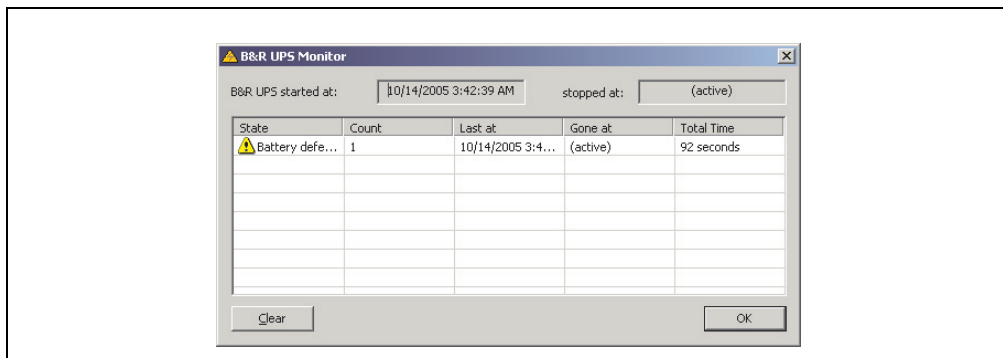 B&R UPS Monitor
B&R UPS started at: 10/14/2005 3:42:39 AM stopped at: (active)
State Count Last at Gone at Total Time
Battery defe... 1 10/14/2005 3:4... (active) 92 seconds
Clear OK